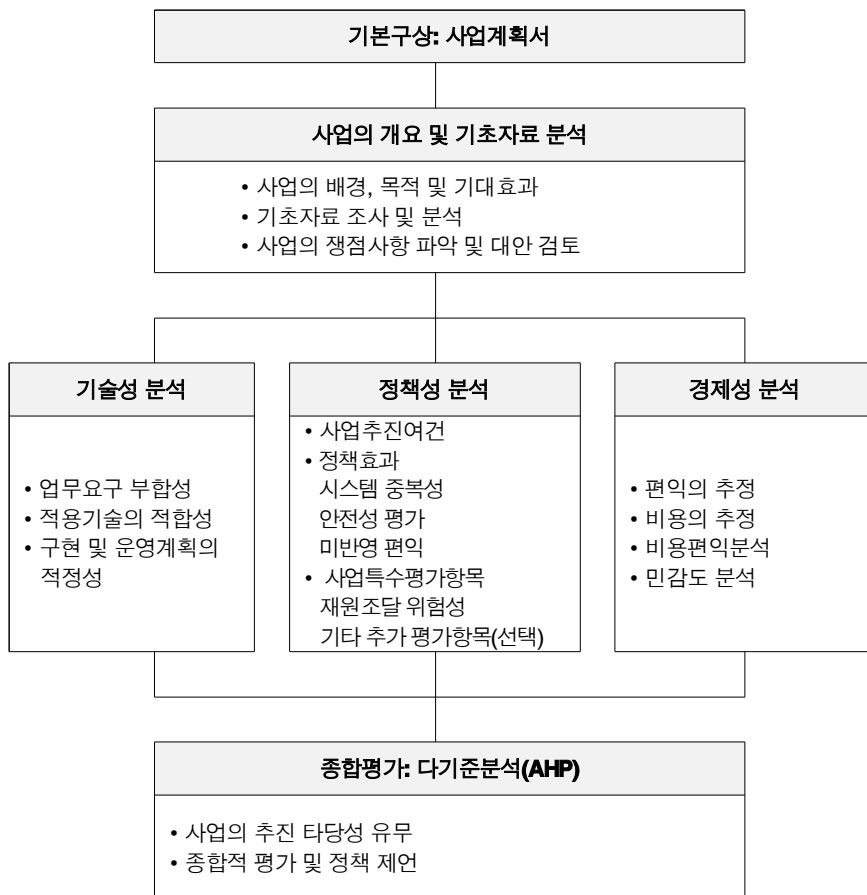 기본구상: 사업계획서
사업의 개요 및 기초자료 분석
• 사업의 배경, 목적 및 기대효과
• 기초자료 조사 및 분석
• 사업의 쟁점사항 파악 및 대안 검토
기술성 분석
• 업무요구 부합성
• 적용기술의 적합성
• 구현 및 운영계획의
적정성
정책성 분석
• 사업추진여건
• 정책효과
시스템 중복성
안전성 평가
미반영 편익
• 사업특수평가항목
재원조달 위험성
기타 추가 평가항목(선택)
경제성 분석
• 편익의 추정
• 비용의 추정
• 비용편익분석
• 민감도 분석
종합평가: 다기준분석(AHP)
• 사업의 추진 타당성 유무
• 종합적 평가 및 정책 제언